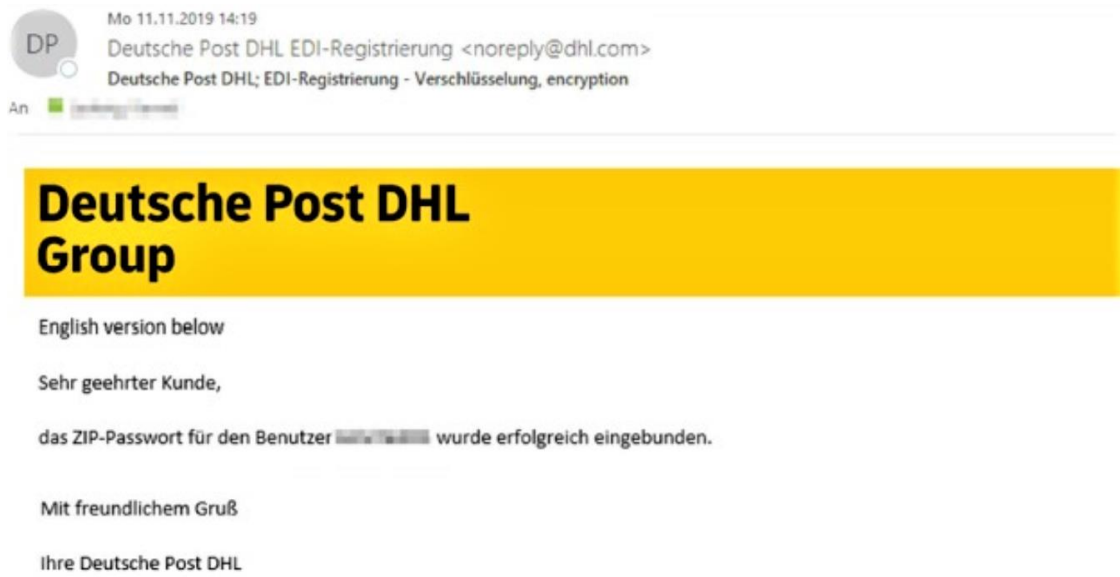 Mo 11.11.2019 14:19
DP
Deutsche Post DHL EDI-Registrierung <noreply@dhl.com>
Deutsche Post DHL; EDI-Registrierung - Verschlüsselung, encryption
An
Deutsche Post DHL
Group
English version below
Sehr geehrter Kunde,
das ZIP-Passwort für den Benutzer wurde erfolgreich eingebunden.
Mit freundlichem Gruß
Ihre Deutsche Post DHL